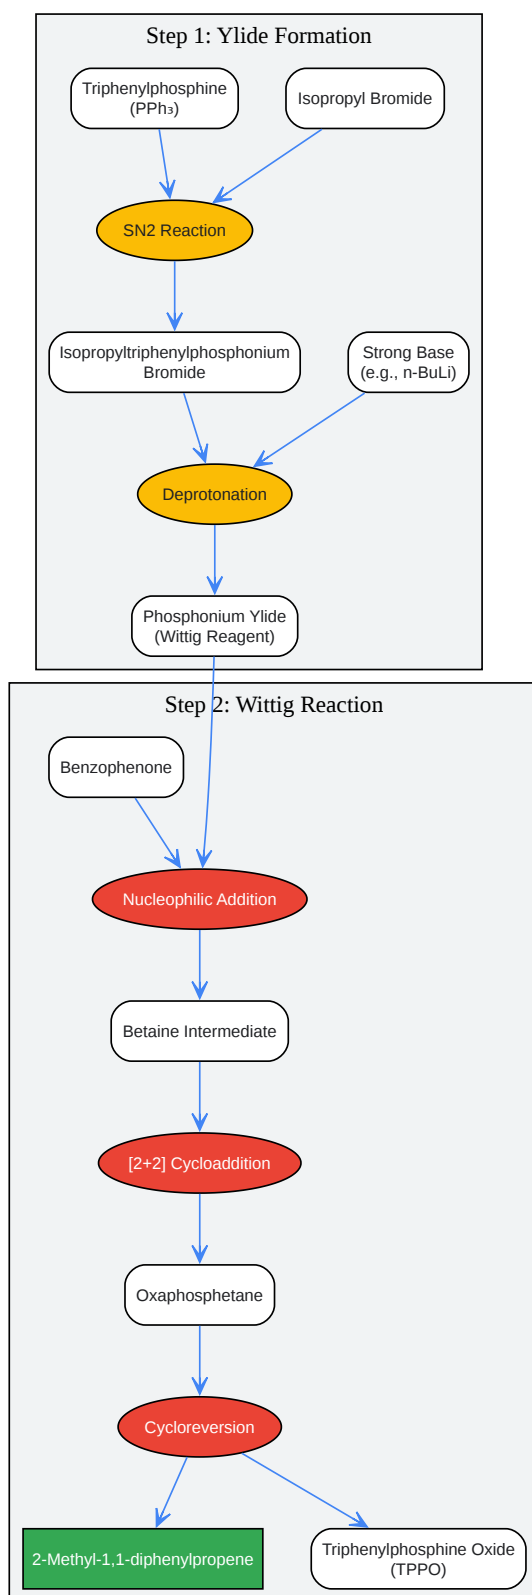 Step 1: Ylide Formation
Triphenylphosphine
(PPh₃)
Isopropyl Bromide
SN2 Reaction
Isopropyltriphenylphosphonium
Bromide
Strong Base
(e.g., n-BuLi)
Deprotonation
Phosphonium Ylide
(Wittig Reagent)
Step 2: Wittig Reaction
Benzophenone
Nucleophilic Addition
Betaine Intermediate
[2+2] Cycloaddition
Oxaphosphetane
Cycloreversion
2-Methyl-1,1-diphenylpropene
Triphenylphosphine Oxide
(TPPO)